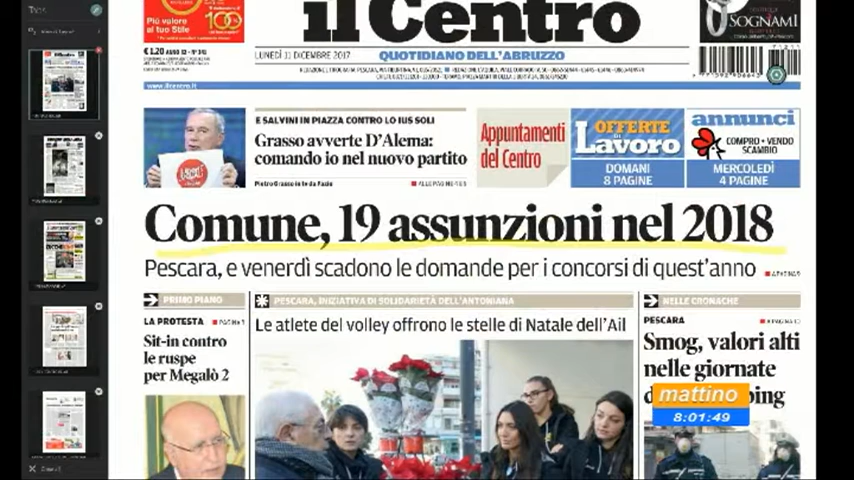 Più valore
al tuo Stile
100
il Centro
SOGNAMI
€ 1,20
LUNEDÌ 11 DICEMBRE 2017
QUOTIDIANO DELL'ABRUZZO
www.ilcentro.it
E SALVINI IN PIAZZA CONTRO LO IUS SOLI
Grasso avverte D'Alema:
comando io nel nuovo partito
Pietro Grasso in tv da Fazio
Appuntamenti
del Centro
OFFERTE di
Lavoro
DOMANI
8 PAGINE
annunci
COMPRO • VENDO
SCAMBIO
MERCOLEDÌ
4 PAGINE
Comune, 19 assunzioni nel 2018
Pescara, e venerdì scadono le domande per i concorsi di quest'anno
PRIMO PIANO
LA PROTESTA
Sit-in contro
le ruspe
per Megalò 2
PESCARA, INIZIATIVA DI SOLIDARIETÀ DELL'ANTONIANA
Le atlete del volley offrono le stelle di Natale dell'Ail
NELLE CRONACHE
PESCARA
Smog, valori alti
nelle giornate
mattino
8:01:49